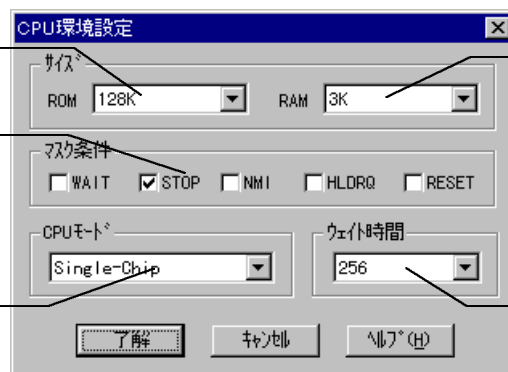 CPU環境設定
ｻｲｽﾞ
ROM 128K RAM 3K
ﾏｽｸ条件
WAIT STOP NMI HLDRQ RESET
CPUﾓｰﾄﾞ ｳｪｲﾄ時間
Single-Chip 256
了解 ｷｬﾝｾﾙ ﾍﾙﾌﾟ(H)